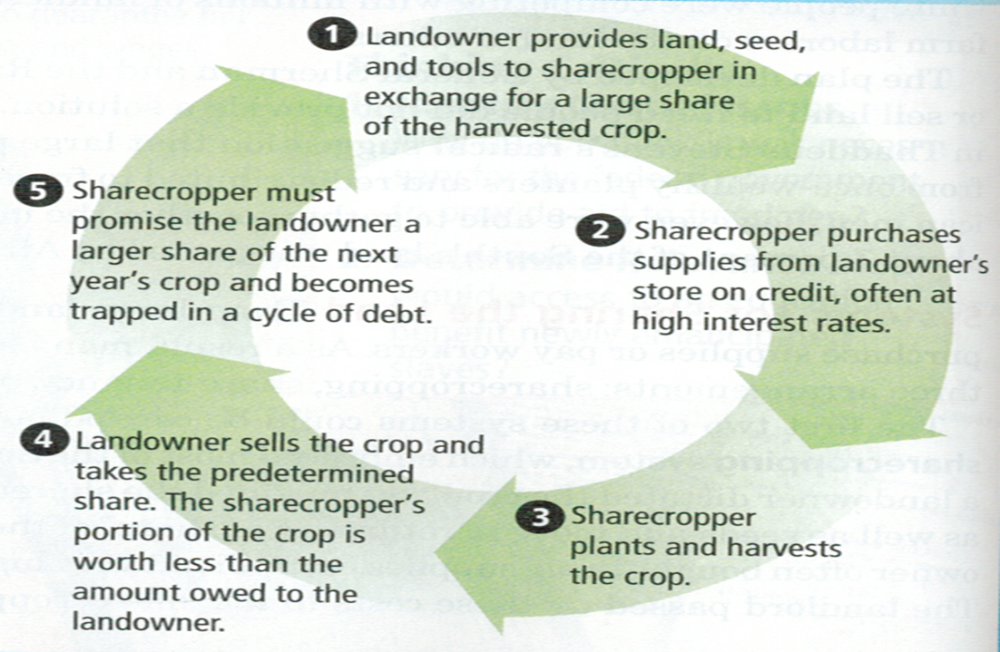 1 Landowner provides land, seed,
and tools to sharecropper in
exchange for a large share
of the harvested crop.
2 Sharecropper purchases
supplies from landowner's
store on credit, often at
high interest rates.
3 Sharecropper
plants and harvests
the crop.
4 Landowner sells the crop and
takes the predetermined
share. The sharecropper's
portion of the crop is
worth less than the
amount owed to the
landowner.
5 Sharecropper must
promise the landowner a
larger share of the next
year's crop and becomes
trapped in a cycle of debt.